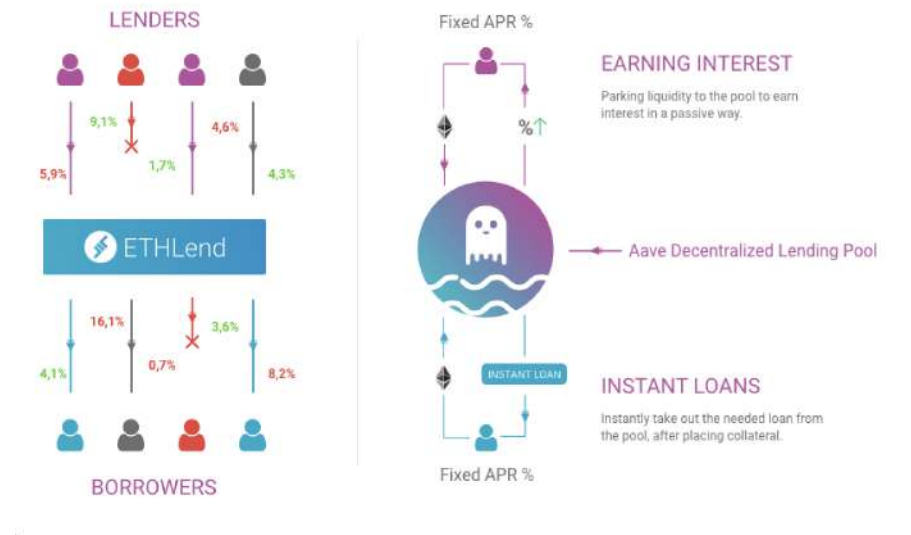 LENDERS
9,1%
4,6%
1,7%
5,9%
4,3%
ETHLend
16,1%
3,6%
0,7%
4,1%
8,2%
BORROWERS
Fixed APR %
EARNING INTEREST
Parking liquidity to the pool to earn
interest in a passive way.
%↑
Aave Decentralized Lending Pool
INSTANT LOAN
INSTANT LOANS
Instantly take out the needed loan from
the pool, after placing collateral.
Fixed APR %